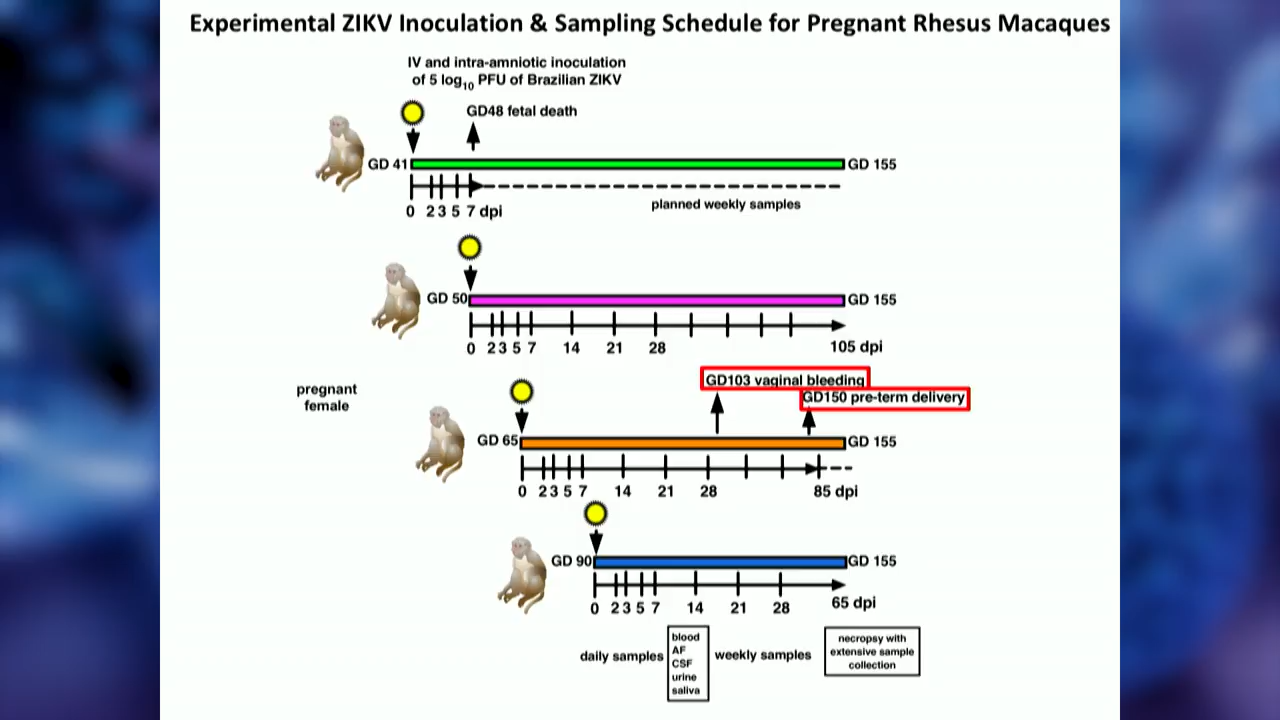 Experimental ZIKV Inoculation & Sampling Schedule for Pregnant Rhesus Macaques
IV and intra-amniotic inoculation
of 5 log10 PFU of Brazilian ZIKV
GD48 fetal death
GD 41
GD 155
0 2 3 5 7 dpi
planned weekly samples
GD 50
GD 155
0 2 3 5 7 14 21 28 105 dpi
GD103 vaginal bleeding
GD150 pre-term delivery
pregnant
female
GD 65
GD 155
0 2 3 5 7 14 21 28 85 dpi
GD 90
GD 155
0 2 3 5 7 14 21 28 65 dpi
daily samples
blood
AF
CSF
urine
saliva
weekly samples
necropsy with
extensive sample
collection